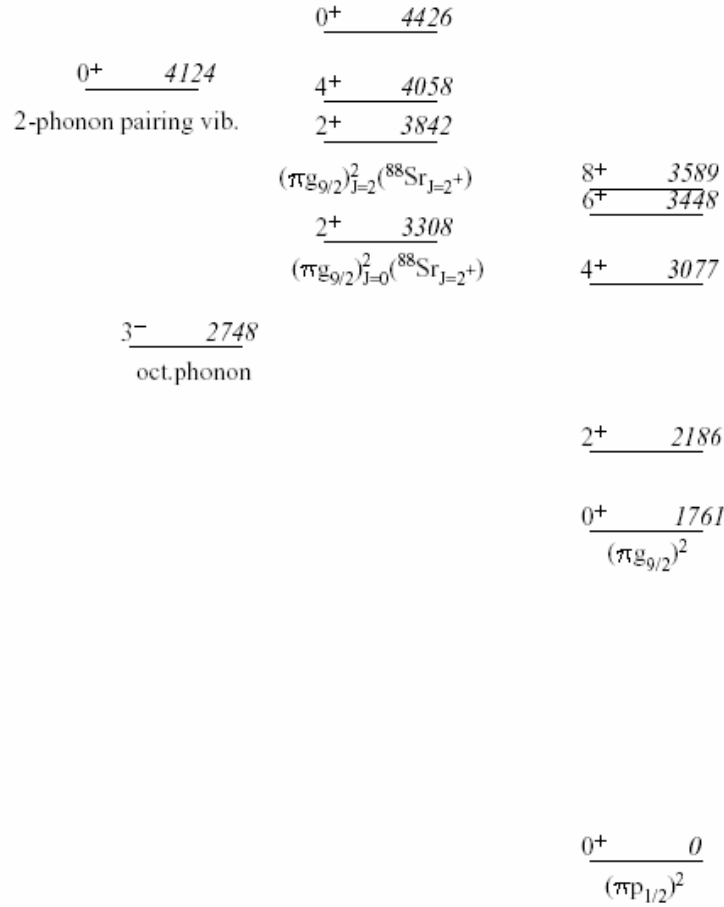 0⁺ 4426
0⁺ 4124
2-phonon pairing vib.
4⁺ 4058
2⁺ 3842
(πg₉/₂)²J=2(⁸⁸SrJ=2⁺)
8⁺ 3589
6⁺ 3448
2⁺ 3308
(πg₉/₂)²J=0(⁸⁸SrJ=2⁺)
4⁺ 3077
3⁻ 2748
oct.phonon
2⁺ 2186
0⁺ 1761
(πg₉/₂)²
0⁺ 0
(πp₁/₂)²